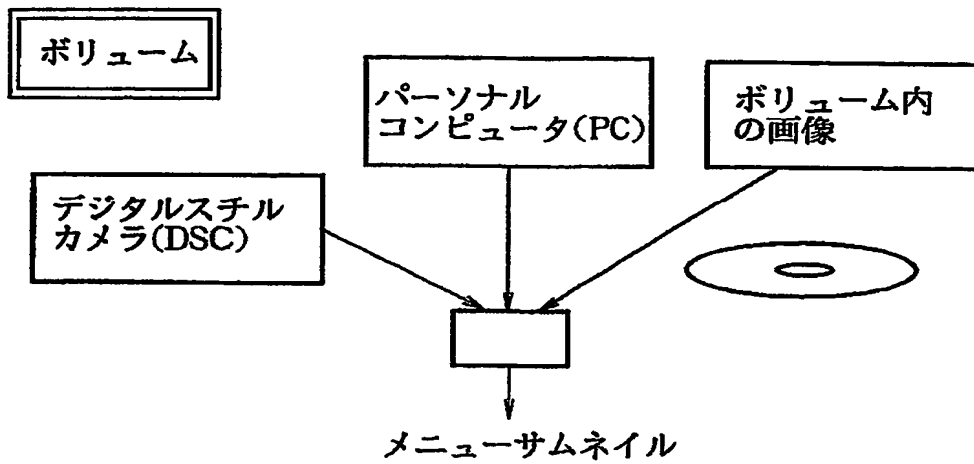 ボリューム
パーソナル
コンピュータ(PC)
ボリューム内
の画像
デジタルスチル
カメラ(DSC)
メニューサムネイル